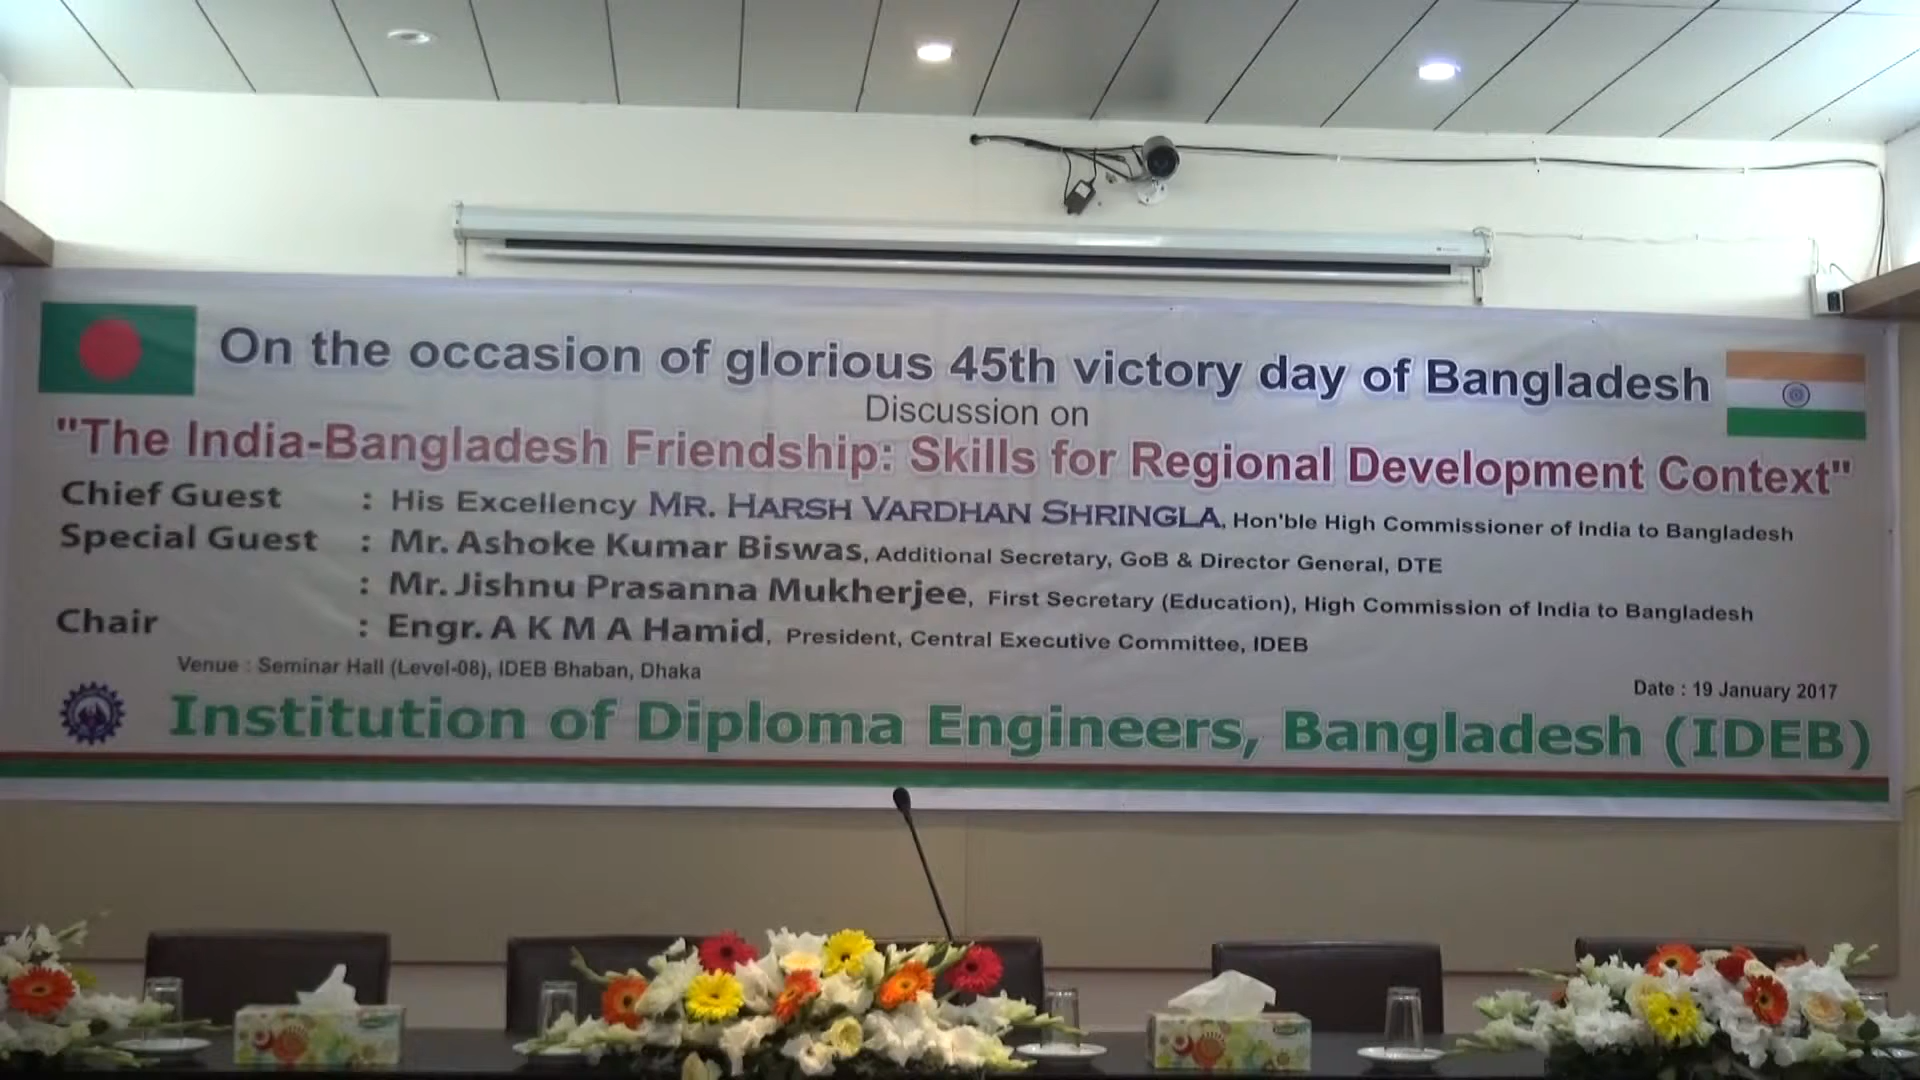 On the occasion of glorious 45th victory day of Bangladesh
Discussion on
"The India-Bangladesh Friendship: Skills for Regional Development Context"
Chief Guest : His Excellency MR. HARSH VARDHAN SHRINGLA, Hon'ble High Commissioner of India to Bangladesh
Special Guest : Mr. Ashoke Kumar Biswas, Additional Secretary, GoB & Director General, DTE
: Mr. Jishnu Prasanna Mukherjee, First Secretary (Education), High Commission of India to Bangladesh
Chair : Engr. A K M A Hamid, President, Central Executive Committee, IDEB
Venue : Seminar Hall (Level-08), IDEB Bhaban, Dhaka
Date : 19 January 2017
Institution of Diploma Engineers, Bangladesh (IDEB)